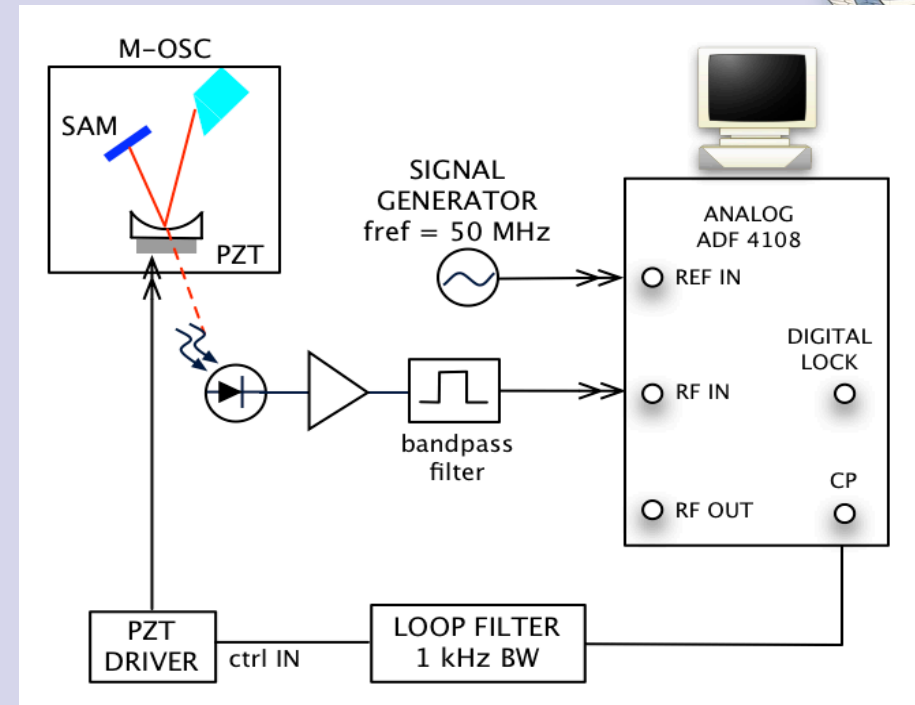 M-OSC
SAM
PZT
SIGNAL
GENERATOR
fref = 50 MHz
bandpass
filter
ANALOG
ADF 4108
REF IN
DIGITAL
LOCK
RF IN
CP
RF OUT
PZT
DRIVER
ctrl IN
LOOP FILTER
1 kHz BW